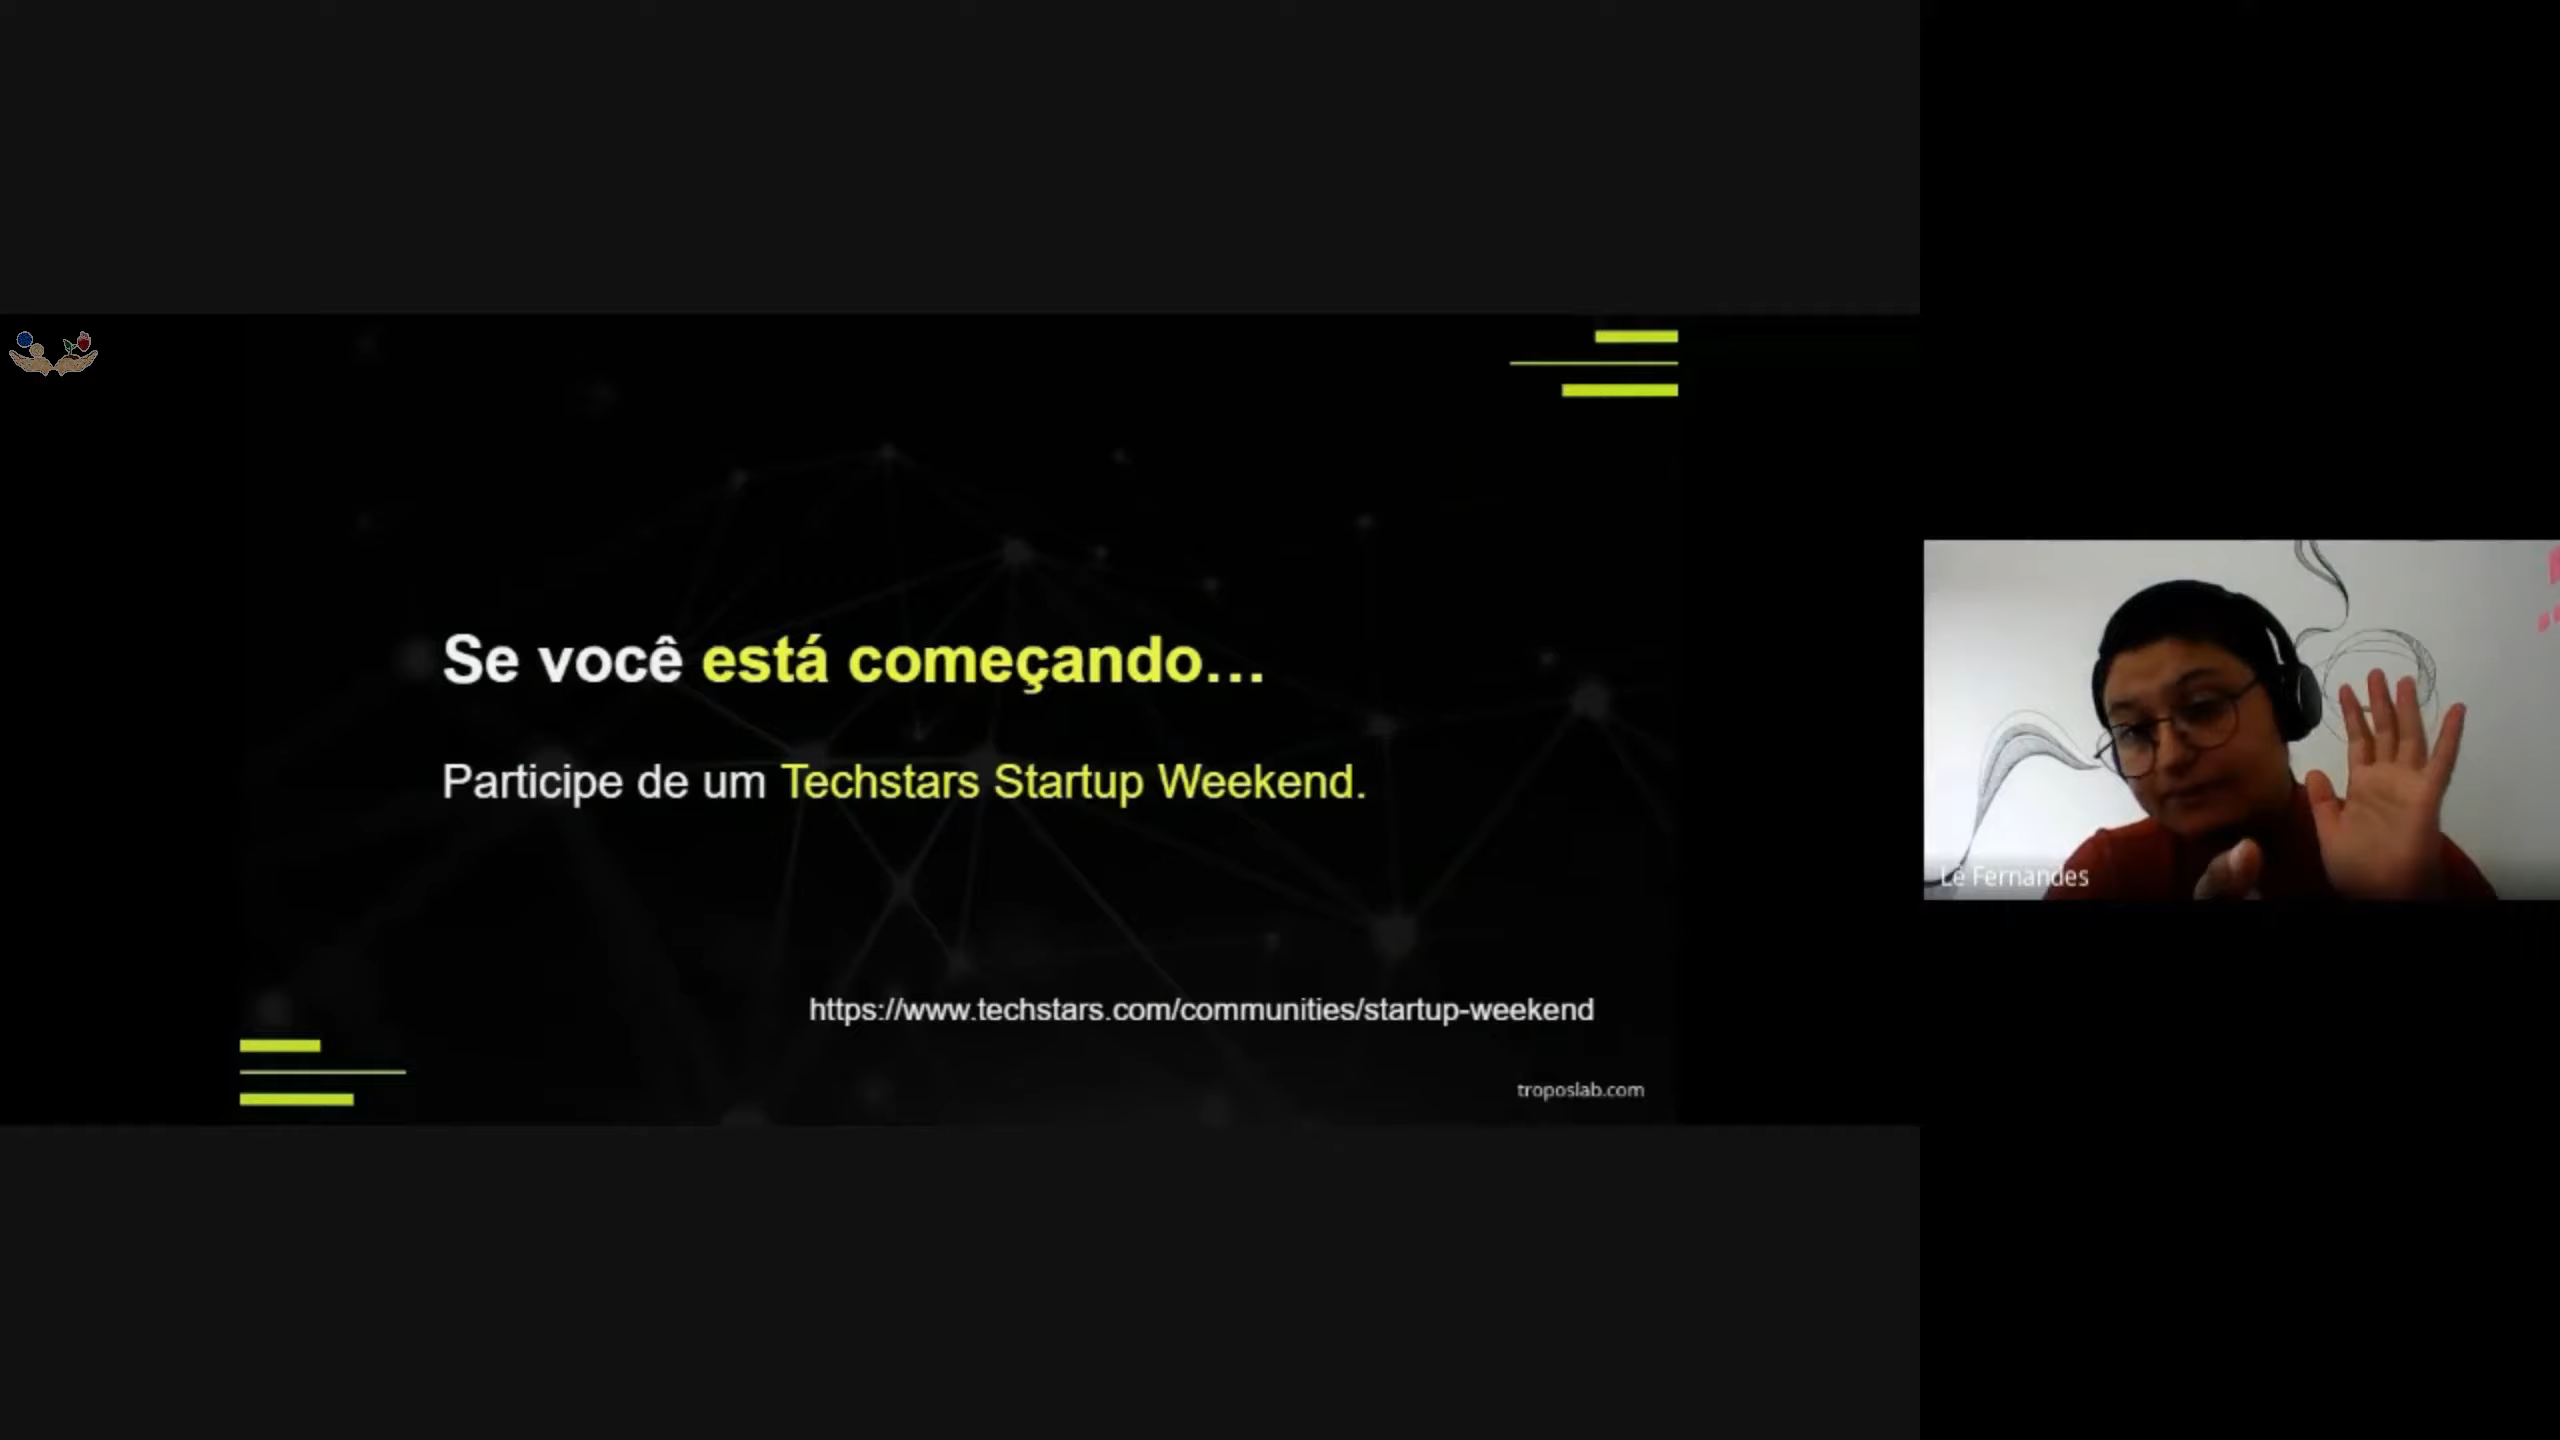 Se você está começando...
Participe de um Techstars Startup Weekend.
https://www.techstars.com/communities/startup-weekend
troposlab.com
Lê Fernandes